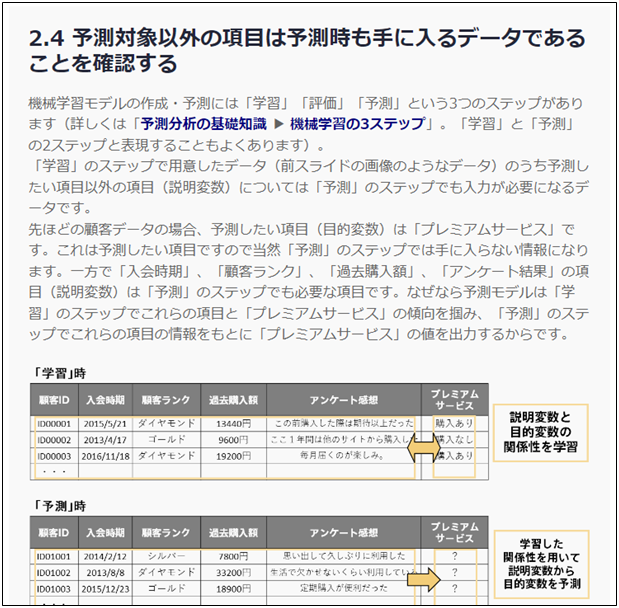 2.4 予測対象以外の項目は予測時も手に入るデータである
ことを確認する
機械学習モデルの作成・予測には「学習」「評価」「予測」という3つのステップがあり
ます（詳しくは「予測分析の基礎知識 ▶ 機械学習の3ステップ」。「学習」と「予測」
の2ステップと表現することもよくあります）。
「学習」のステップで用意したデータ（前スライドの画像のようなデータ）のうち予測し
たい項目以外の項目（説明変数）については「予測」のステップでも入力が必要になるデ
ータです。
先ほどの顧客データの場合、予測したい項目（目的変数）は「プレミアムサービス」で
す。これは予測したい項目ですので当然「予測」のステップでは手に入らない情報になり
ます。一方で「入会時期」、「顧客ランク」、「過去購入額」、「アンケート結果」の項
目（説明変数）は「予測」のステップでも必要な項目です。なぜなら予測モデルは「学
習」のステップでこれらの項目と「プレミアムサービス」の傾向を掴み、「予測」のステ
ップでこれらの項目の情報をもとに「プレミアムサービス」の値を出力するからです。
「学習」時
顧客ID 入会時期 顧客ランク 過去購入額 アンケート感想 プレミアム
サービス
ID00001 2015/5/21 ダイヤモンド 13440円 この前購入した際は期待以上だった 購入あり
ID00002 2013/4/17 ゴールド 9600円 ここ1年間は他のサイトから購入し 購入なし
ID00003 2016/11/18 ダイヤモンド 19200円 毎月届くのが楽しみ。 購入あり
・・・
説明変数と
目的変数の
関係性を学習
「予測」時
顧客ID 入会時期 顧客ランク 過去購入額 アンケート感想 プレミアム
サービス
ID01001 2014/2/12 シルバー 7800円 思い出して久しぶりに利用した ?
ID01002 2013/8/8 ダイヤモンド 33200円 生活で欠かせないくらい利用してい ?
ID01003 2015/12/23 ゴールド 18900円 定期購入が便利だった ?
学習した
関係性を用いて
説明変数から
目的変数を予測